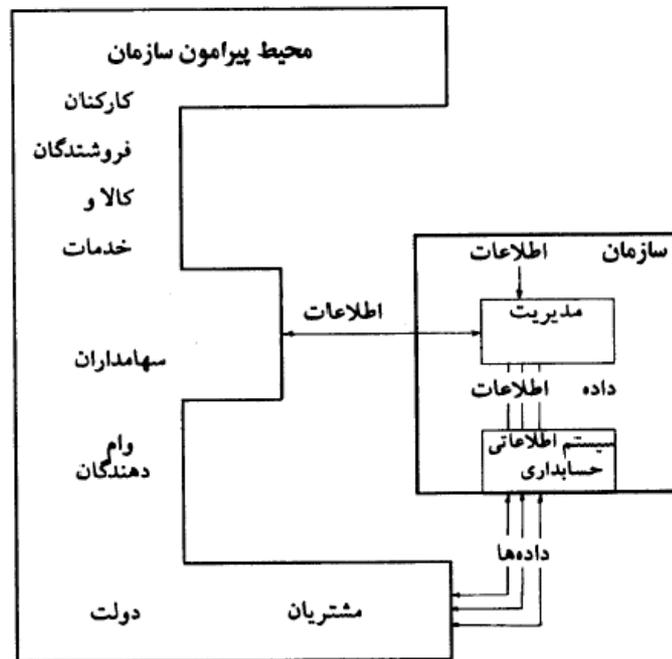 محیط پیرامون سازمان
کارکنان
فروشندگان
کالا و
خدمات
سهامداران
وام
دهندگان
دولت
مشتریان
سازمان
اطلاعات
مدیریت
اطلاعات
داده
اطلاعات
سیستم اطلاعاتی
حسابداری
داده‌ها